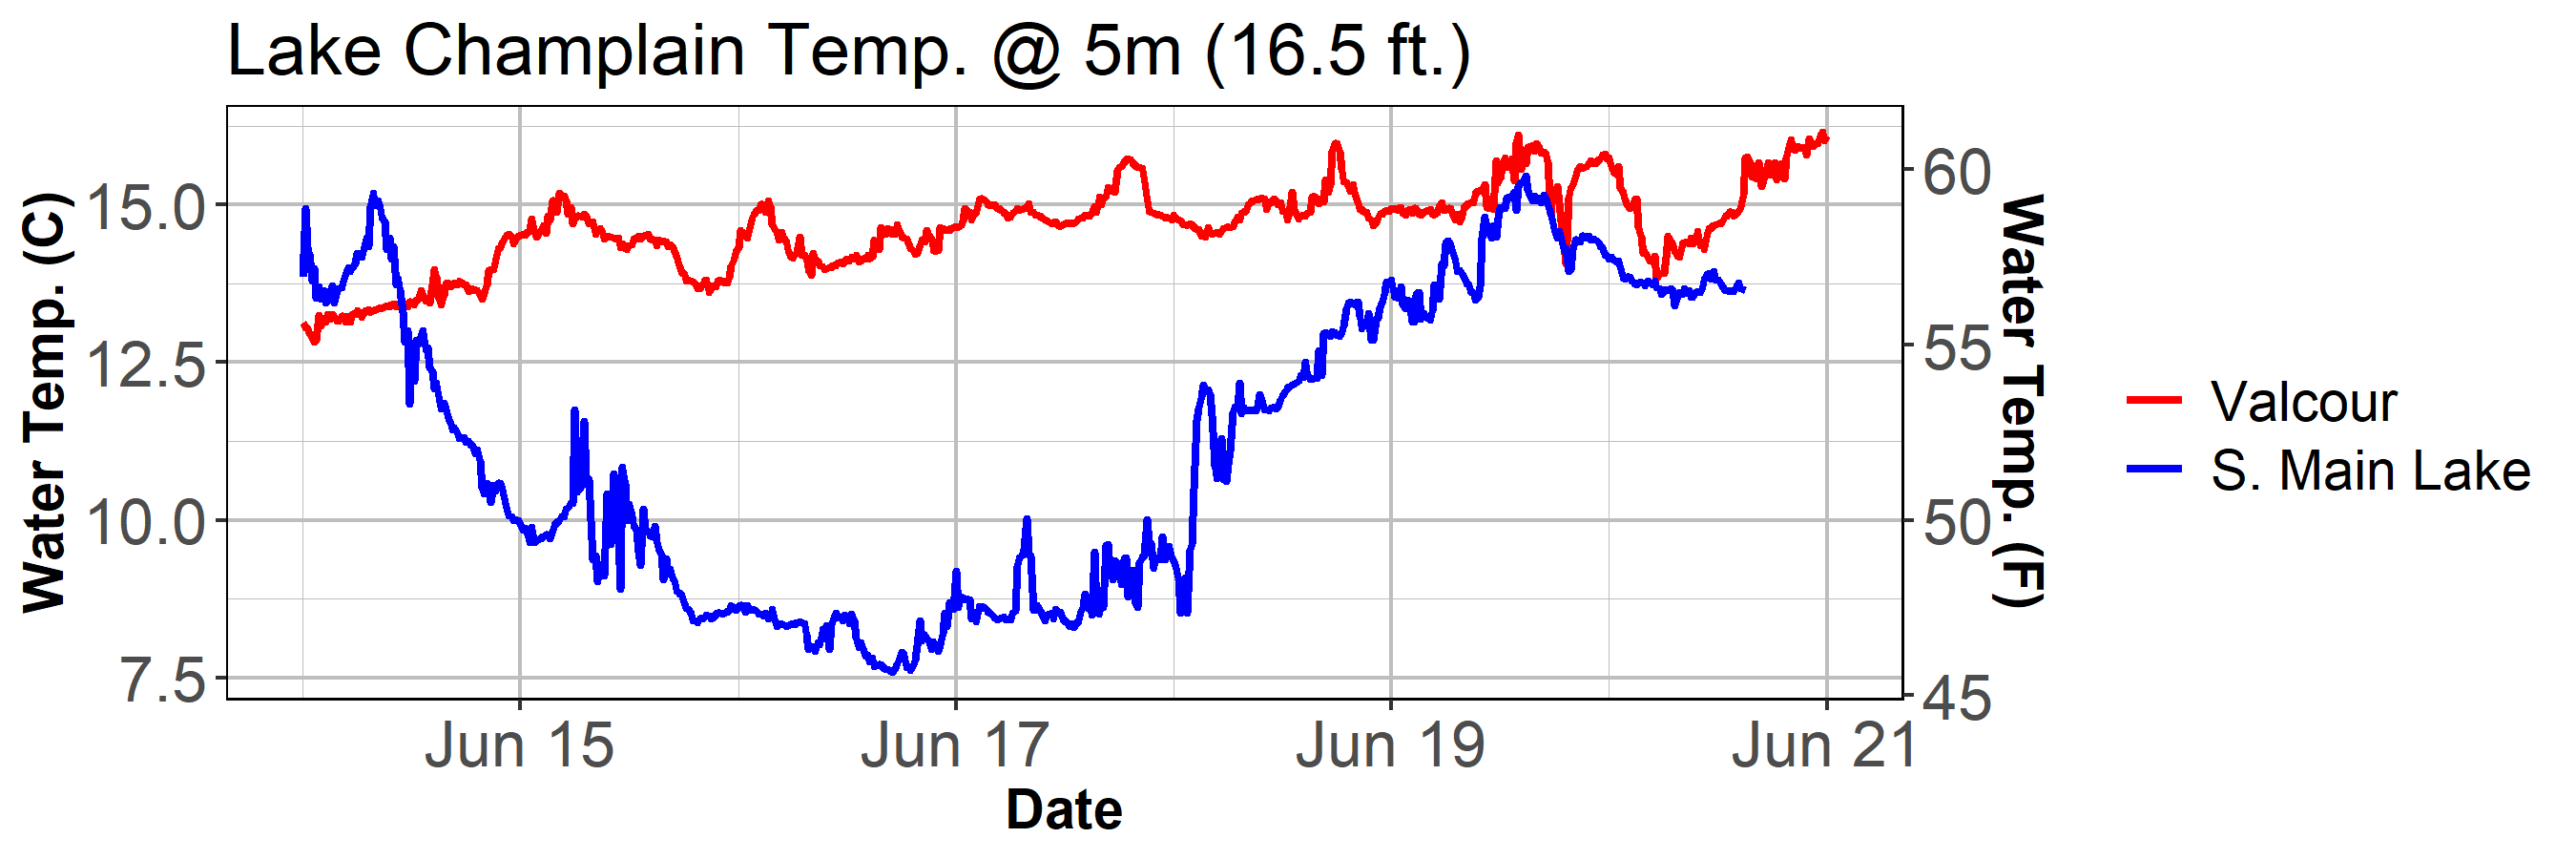 Lake Champlain Temp. @ 5m (16.5 ft.)
Water Temp. (C)
15.0
12.5
10.0
7.5
60
55
50
45
Water Temp. (F)
Jun 15
Jun 17
Jun 19
Jun 21
Date
Valcour
S. Main Lake